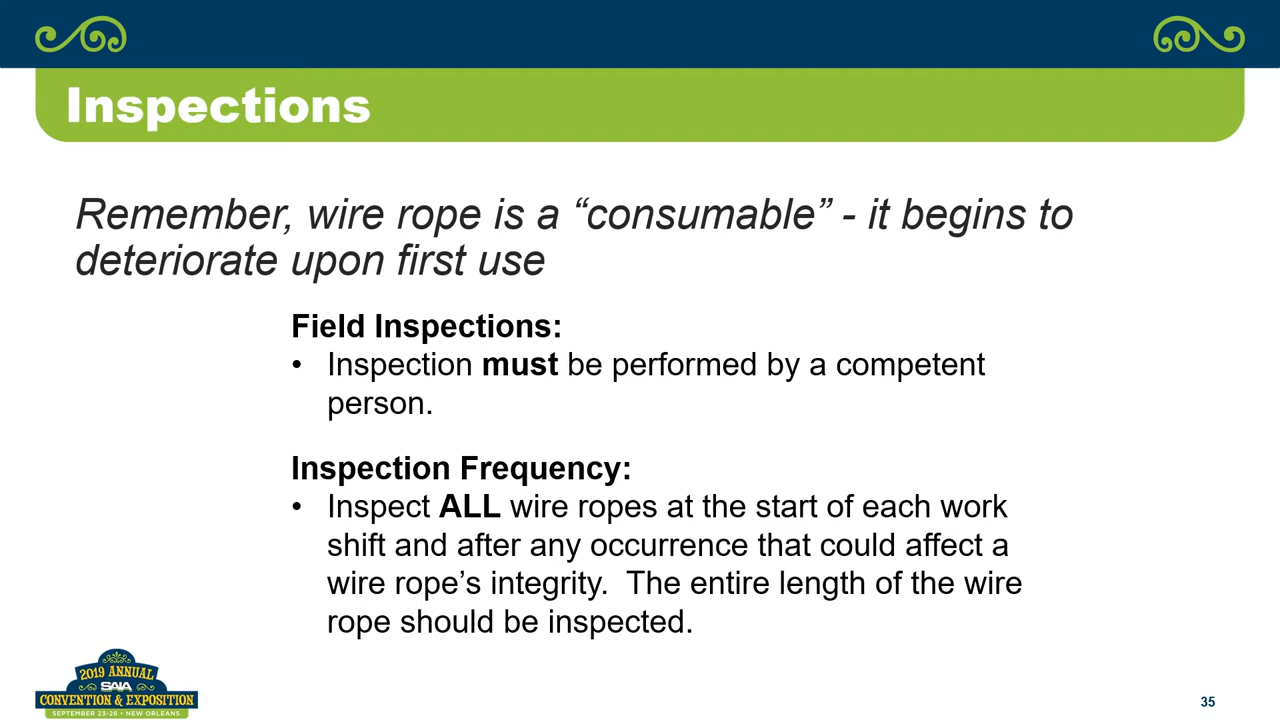 Inspections
Remember, wire rope is a “consumable” - it begins to
deteriorate upon first use
Field Inspections:
• Inspection must be performed by a competent
person.
Inspection Frequency:
• Inspect ALL wire ropes at the start of each work
shift and after any occurrence that could affect a
wire rope’s integrity.  The entire length of the wire
rope should be inspected.
2019 ANNUAL
SAIA
CONVENTION & EXPOSITION
SEPTEMBER 23-26 • NEW ORLEANS
35